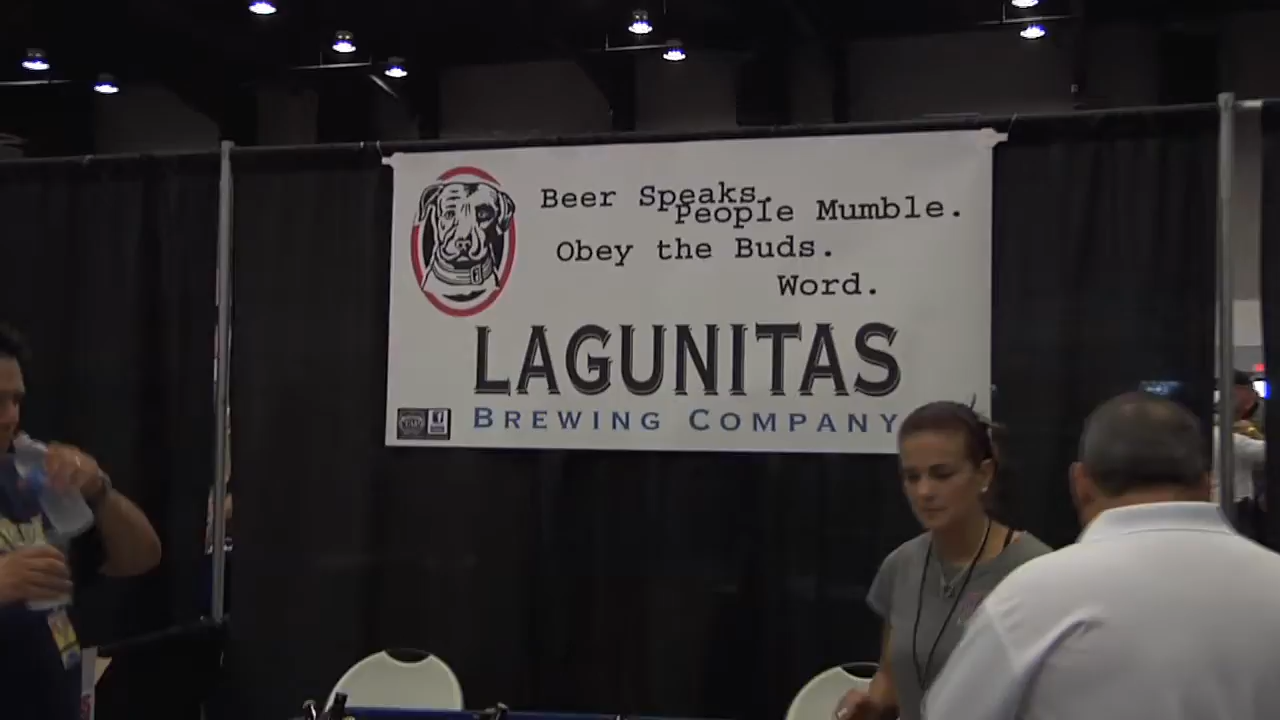 Beer Speaks.
People Mumble.
Obey the Buds.
Word.
LAGUNITAS
BREWING COMPANY